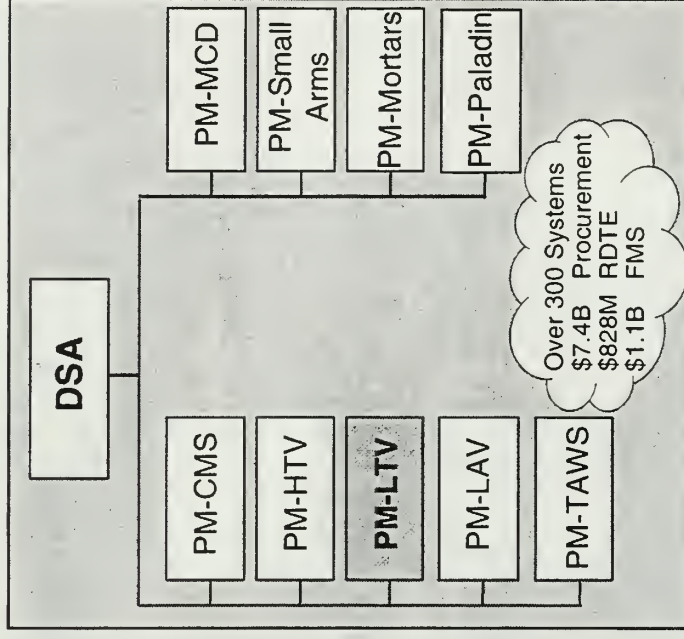 DSA
PM-CMS
PM-HTV
PM-LTV
PM-LAV
PM-TAWS
PM-MCD
PM-Small
Arms
PM-Mortars
PM-Paladin
Over 300 Systems
$7.4B Procurement
$828M RDTE
$1.1B FMS